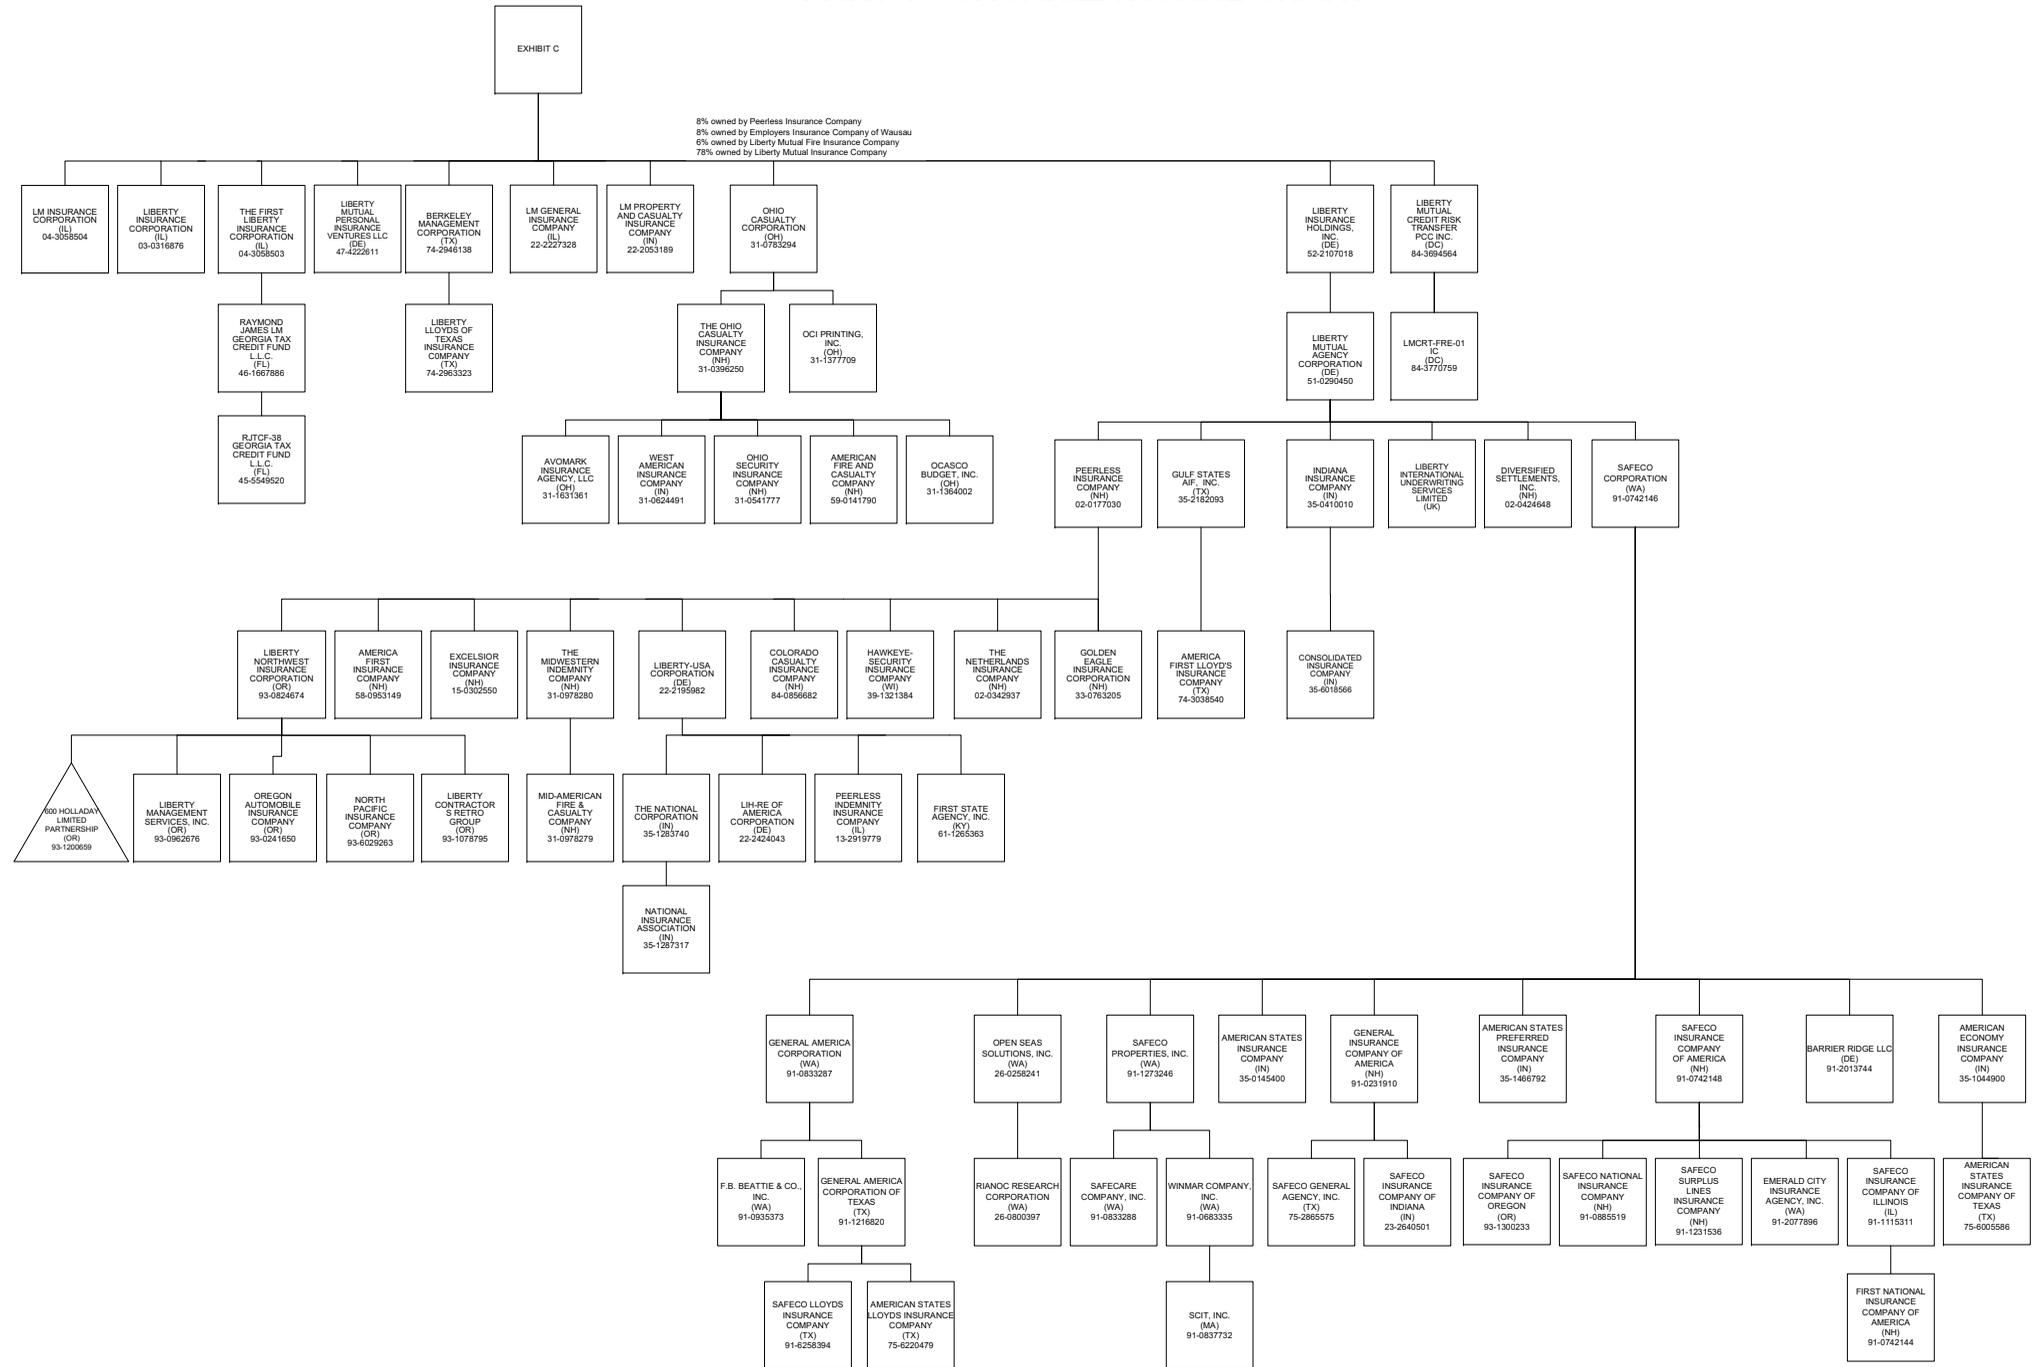 EXHIBIT C
8% owned by Peerless Insurance Company
8% owned by Employers Insurance Company of Wausau
6% owned by Liberty Mutual Fire Insurance Company
78% owned by Liberty Mutual Insurance Company
LM INSURANCE
CORPORATION
(IL)
04-3058504
LIBERTY
INSURANCE
CORPORATION
(IL)
03-0316876
THE FIRST
LIBERTY
INSURANCE
CORPORATION
(IL)
04-3058503
LIBERTY
MUTUAL
PERSONAL
INSURANCE
VENTURES LLC
(DE)
47-4222611
BERKELEY
MANAGEMENT
CORPORATION
(TX)
74-2946138
LM GENERAL
INSURANCE
COMPANY
(IL)
22-2227328
LM PROPERTY
AND CASUALTY
INSURANCE
COMPANY
(IN)
22-2053189
OHIO
CASUALTY
CORPORATION
(OH)
31-0783294
LIBERTY
INSURANCE
HOLDINGS,
INC.
(DE)
52-2107018
LIBERTY
MUTUAL
CREDIT RISK
TRANSFER
PCC INC.
(DC)
84-3694564
RAYMOND
JAMES LM
GEORGIA TAX
CREDIT FUND
L.L.C.
(FL)
46-1667886
LIBERTY
LLOYDS OF
TEXAS
INSURANCE
C0MPANY
(TX)
74-2963323
THE OHIO
CASUALTY
INSURANCE
COMPANY
(NH)
31-0396250
OCI PRINTING,
INC.
(OH)
31-1377709
LIBERTY
MUTUAL
AGENCY
CORPORATION
(DE)
51-0290450
LMCRT-FRE-01
IC
(DC)
84-3770759
RJTCF-38
GEORGIA TAX
CREDIT FUND
L.L.C.
(FL)
45-5549520
AVOMARK
INSURANCE
AGENCY, LLC
(OH)
31-1631361
WEST
AMERICAN
INSURANCE
COMPANY
(IN)
31-0624491
OHIO
SECURITY
INSURANCE
COMPANY
(NH)
31-0541777
AMERICAN
FIRE AND
CASUALTY
COMPANY
(NH)
59-0141790
OCASCO
BUDGET, INC.
(OH)
31-1364002
PEERLESS
INSURANCE
COMPANY
(NH)
02-0177030
GULF STATES
AIF, INC.
(TX)
35-2182093
INDIANA
INSURANCE
COMPANY
(IN)
35-0410010
LIBERTY
INTERNATIONAL
UNDERWRITING
SERVICES
LIMITED
(UK)
DIVERSIFIED
SETTLEMENTS,
INC.
(NH)
02-0424648
SAFECO
CORPORATION
(WA)
91-0742146
LIBERTY
NORTHWEST
INSURANCE
CORPORATION
(OR)
93-0824674
AMERICA
FIRST
INSURANCE
COMPANY
(NH)
58-0953149
EXCELSIOR
INSURANCE
COMPANY
(NH)
15-0302550
THE
MIDWESTERN
INDEMNITY
COMPANY
(NH)
31-0978280
LIBERTY-USA
CORPORATION
(DE)
22-2195982
COLORADO
CASUALTY
INSURANCE
COMPANY
(NH)
84-0856682
HAWKEYE-
SECURITY
INSURANCE
COMPANY
(WI)
39-1321384
THE
NETHERLANDS
INSURANCE
COMPANY
(NH)
02-0342937
GOLDEN
EAGLE
INSURANCE
CORPORATION
(NH)
33-0763205
AMERICA
FIRST LLOYD'S
INSURANCE
COMPANY
(TX)
74-3038540
CONSOLIDATED
INSURANCE
COMPANY
(IN)
35-6018566
600 HOLLADAY
LIMITED
PARTNERSHIP
(OR)
93-1200659
LIBERTY
MANAGEMENT
SERVICES, INC.
(OR)
93-0962676
OREGON
AUTOMOBILE
INSURANCE
COMPANY
(OR)
93-0241650
NORTH
PACIFIC
INSURANCE
COMPANY
(OR)
93-6029263
LIBERTY
CONTRACTOR
S RETRO
GROUP
(OR)
93-1078795
MID-AMERICAN
FIRE &
CASUALTY
COMPANY
(NH)
31-0978279
THE NATIONAL
CORPORATION
(IN)
35-1283740
LIH-RE OF
AMERICA
CORPORATION
(DE)
22-2424043
PEERLESS
INDEMNITY
INSURANCE
COMPANY
(IL)
13-2919779
FIRST STATE
AGENCY, INC.
(KY)
61-1265363
NATIONAL
INSURANCE
ASSOCIATION
(IN)
35-1287317
GENERAL AMERICA
CORPORATION
(WA)
91-0833287
OPEN SEAS
SOLUTIONS, INC.
(WA)
26-0258241
SAFECO
PROPERTIES, INC.
(WA)
91-1273246
AMERICAN STATES
INSURANCE
COMPANY
(IN)
35-0145400
GENERAL
INSURANCE
COMPANY OF
AMERICA
(NH)
91-0231910
AMERICAN STATES
PREFERRED
INSURANCE
COMPANY
(IN)
35-1466792
SAFECO
INSURANCE
COMPANY
OF AMERICA
(NH)
91-0742148
BARRIER RIDGE LLC
(DE)
91-2013744
AMERICAN
ECONOMY
INSURANCE
COMPANY
(IN)
35-1044900
F.B. BEATTIE & CO.,
INC.
(WA)
91-0935373
GENERAL AMERICA
CORPORATION OF
TEXAS
(TX)
91-1216820
RIANOC RESEARCH
CORPORATION
(WA)
26-0800397
SAFECARE
COMPANY, INC.
(WA)
91-0833288
WINMAR COMPANY,
INC.
(WA)
91-0683335
SAFECO GENERAL
AGENCY, INC.
(TX)
75-2865575
SAFECO
INSURANCE
COMPANY OF
INDIANA
(IN)
23-2640501
SAFECO
INSURANCE
COMPANY OF
OREGON
(OR)
93-1300233
SAFECO NATIONAL
INSURANCE
COMPANY
(NH)
91-0885519
SAFECO
SURPLUS
LINES
INSURANCE
COMPANY
(NH)
91-1231536
EMERALD CITY
INSURANCE
AGENCY, INC.
(WA)
91-2077896
SAFECO
INSURANCE
COMPANY OF
ILLINOIS
(IL)
91-1115311
AMERICAN
STATES
INSURANCE
COMPANY OF
TEXAS
(TX)
75-6005586
SAFECO LLOYDS
INSURANCE
COMPANY
(TX)
91-6258394
AMERICAN STATES
LLOYDS INSURANCE
COMPANY
(TX)
75-6220479
SCIT, INC.
(MA)
91-0837732
FIRST NATIONAL
INSURANCE
COMPANY OF
AMERICA
(NH)
91-0742144